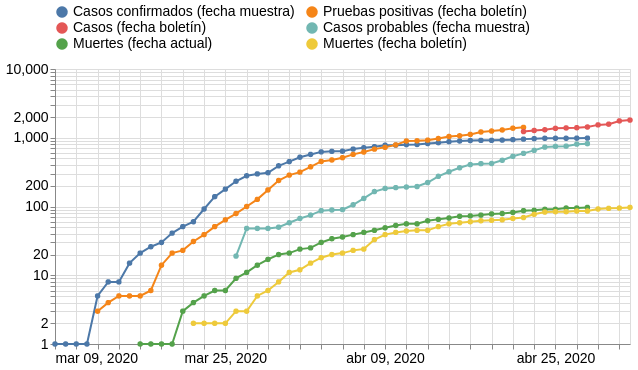 Casos confirmados (fecha muestra) Pruebas positivas (fecha boletín)
Casos (fecha boletín) Casos probables (fecha muestra)
Muertes (fecha actual) Muertes (fecha boletín)
10,000
2,000
1,000
200
100
20
10
2
1
mar 09, 2020 mar 25, 2020 abr 09, 2020 abr 25, 2020